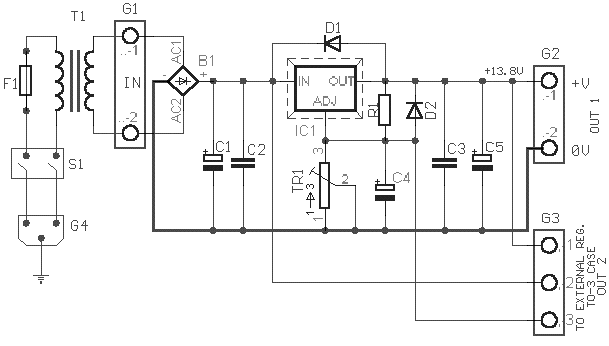 T1
G1
F1
..-1
IN
..-2
AC1
AC2
B1
-
+
D1
IN
OUT
ADJ
IC1
R1
D2
+13.8V
G2
+V
.-1
.-2
0V
OUT 1
+
C1
C2
3
TR1
1
3
2
1
+
C4
C3
+
C5
S1
G4
G3
.-1
.-2
.-3
TO EXTERNAL REG.
TO-3 CASE
OUT 2